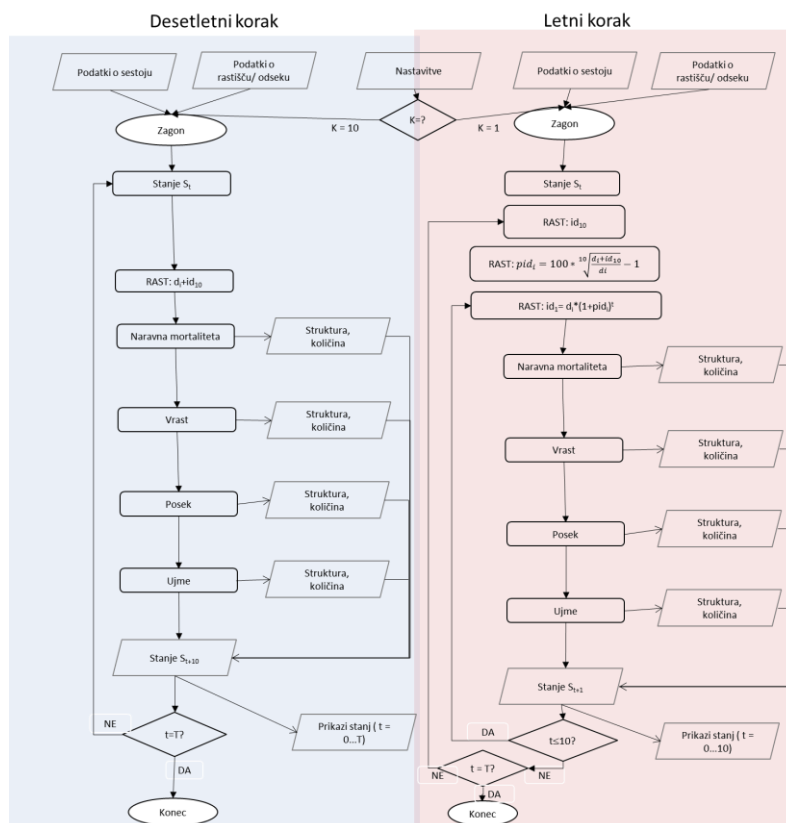 Desetletni korak
Letni korak
Podatki o sestoju
Podatki o
rastišču/ odseku
Nastavitve
Podatki o sestoju
Podatki o
rastišču/ odseku
K=?
K = 10
K = 1
Zagon
Zagon
Stanje Sₜ
Stanje Sₜ
RAST: id₁₀
RAST: pidᵢ = 100 * ¹⁰√((dᵢ+id₁₀)/di) − 1
RAST: dᵢ+id₁₀
RAST: id₁= dᵢ*(1+pidᵢ)ᵗ
Naravna mortaliteta
Struktura,
količina
Naravna mortaliteta
Struktura,
količina
Vrast
Struktura,
količina
Vrast
Struktura,
količina
Posek
Struktura,
količina
Posek
Struktura,
količina
Ujme
Struktura,
količina
Ujme
Struktura,
količina
Stanje Sₜ₊₁₀
Stanje Sₜ₊₁
NE
t=T?
Prikazi stanj ( t =
0...T)
DA
DA
t≤10?
Prikazi stanj ( t =
0...10)
NE
t = T?
NE
DA
Konec
Konec